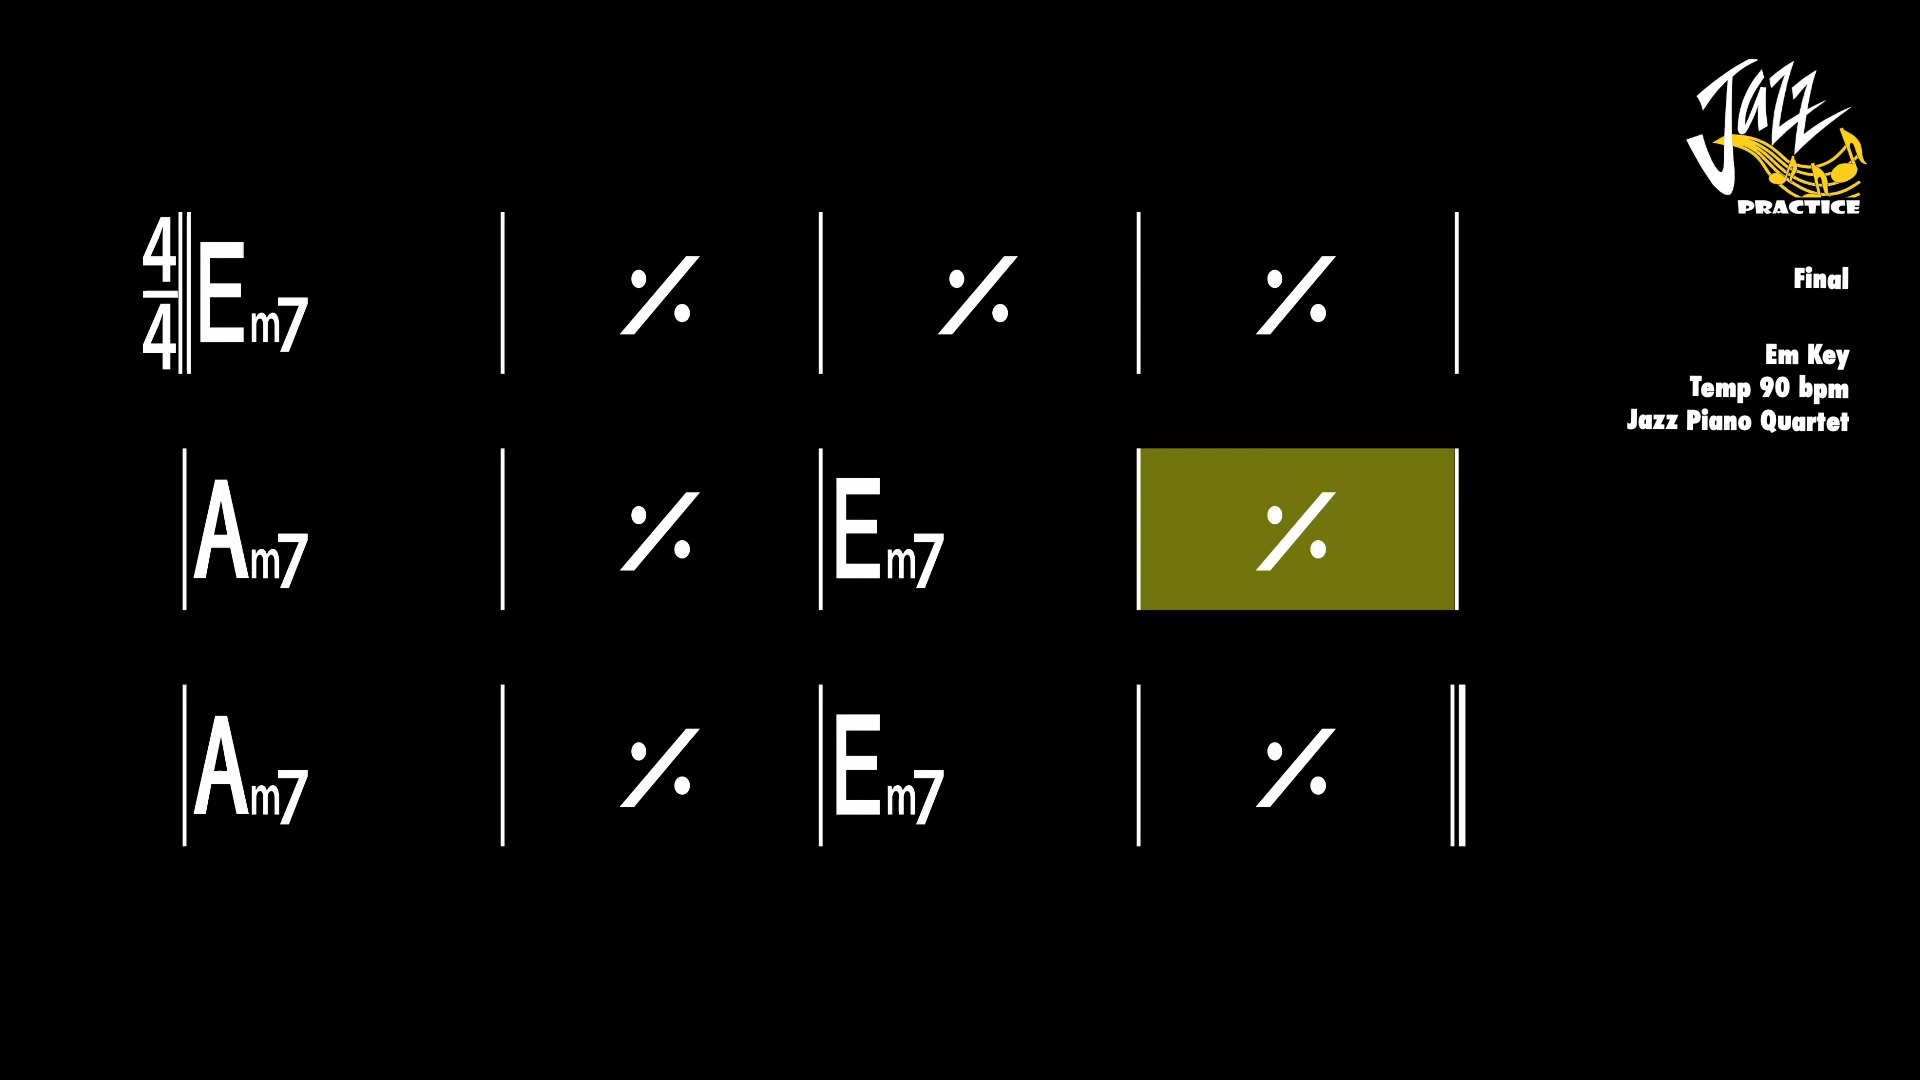 Jazz
PRACTICE
Final
Em Key
Temp 90 bpm
Jazz Piano Quartet
4/4 Em7 % % %
Am7 % Em7 %
Am7 % Em7 %